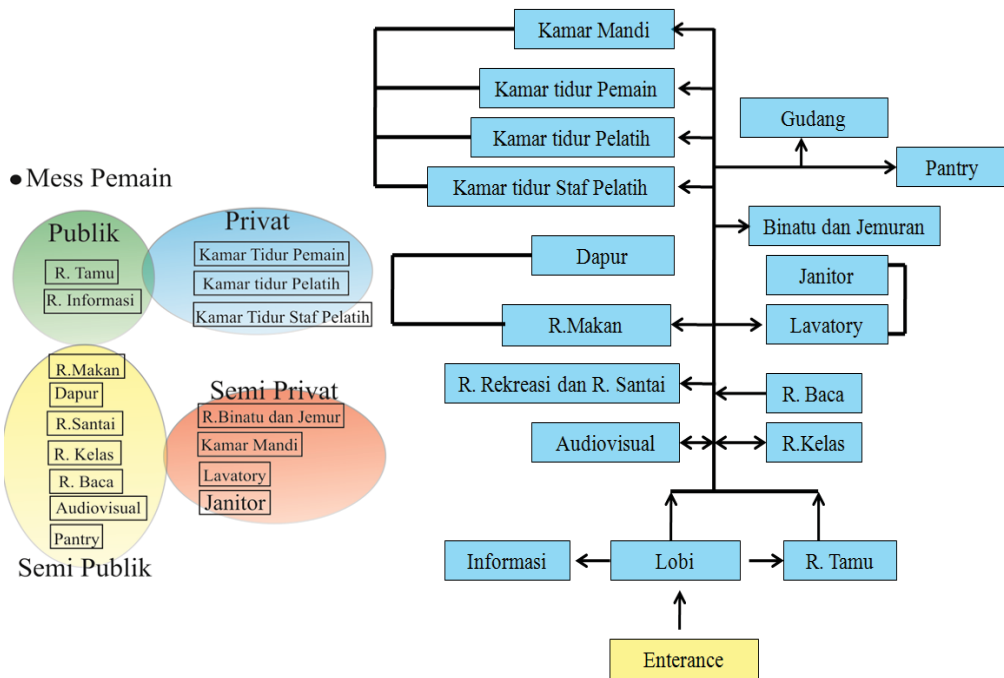 • Mess Pemain
Publik
R. Tamu
R. Informasi
Privat
Kamar Tidur Pemain
Kamar tidur Pelatih
Kamar Tidur Staf Pelatih
R.Makan
Dapur
R.Santai
R. Kelas
R. Baca
Audiovisual
Pantry
Semi Publik
Semi Privat
R.Binatu dan Jemur
Kamar Mandi
Lavatory
Janitor
Kamar Mandi
Kamar tidur Pemain
Kamar tidur Pelatih
Kamar tidur Staf Pelatih
Gudang
Pantry
Binatu dan Jemuran
Dapur
Janitor
R.Makan
Lavatory
R. Rekreasi dan R. Santai
R. Baca
Audiovisual
R.Kelas
Informasi
Lobi
R. Tamu
Enterance